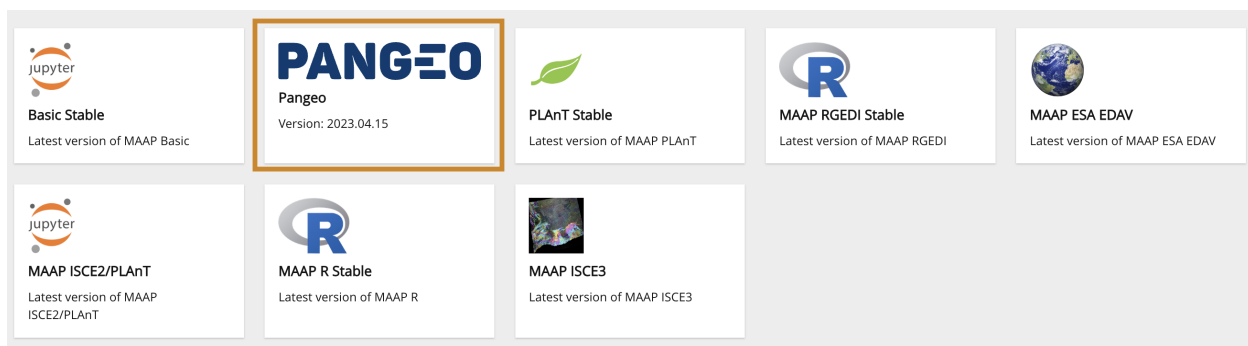 jupyter
Basic Stable
Latest version of MAAP Basic
PANGEO
Pangeo
Version: 2023.04.15
PLAnT Stable
Latest version of MAAP PLAnT
R
MAAP RGEDI Stable
Latest version of MAAP RGEDI
MAAP ESA EDAV
Latest version of MAAP ESA EDAV
jupyter
MAAP ISCE2/PLAnT
Latest version of MAAP
ISCE2/PLAnT
R
MAAP R Stable
Latest version of MAAP R
MAAP ISCE3
Latest version of MAAP ISCE3